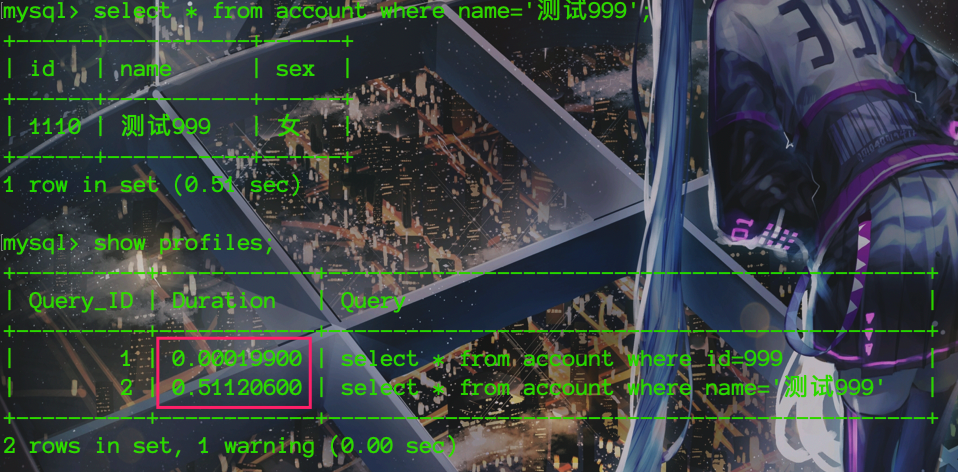 mysql> select * from account where name='测试999';
+------+-----------+------+
| id   | name      | sex  |
+------+-----------+------+
| 1110 | 测试999   | 女   |
+------+-----------+------+
1 row in set (0.51 sec)
mysql> show profiles;
+----------+------------+----------------------------------------------+
| Query_ID | Duration   | Query                                        |
+----------+------------+----------------------------------------------+
|        1 | 0.00019900 | select * from account where id=999           |
|        2 | 0.51120600 | select * from account where name='测试999'   |
+----------+------------+----------------------------------------------+
2 rows in set, 1 warning (0.00 sec)
39
01